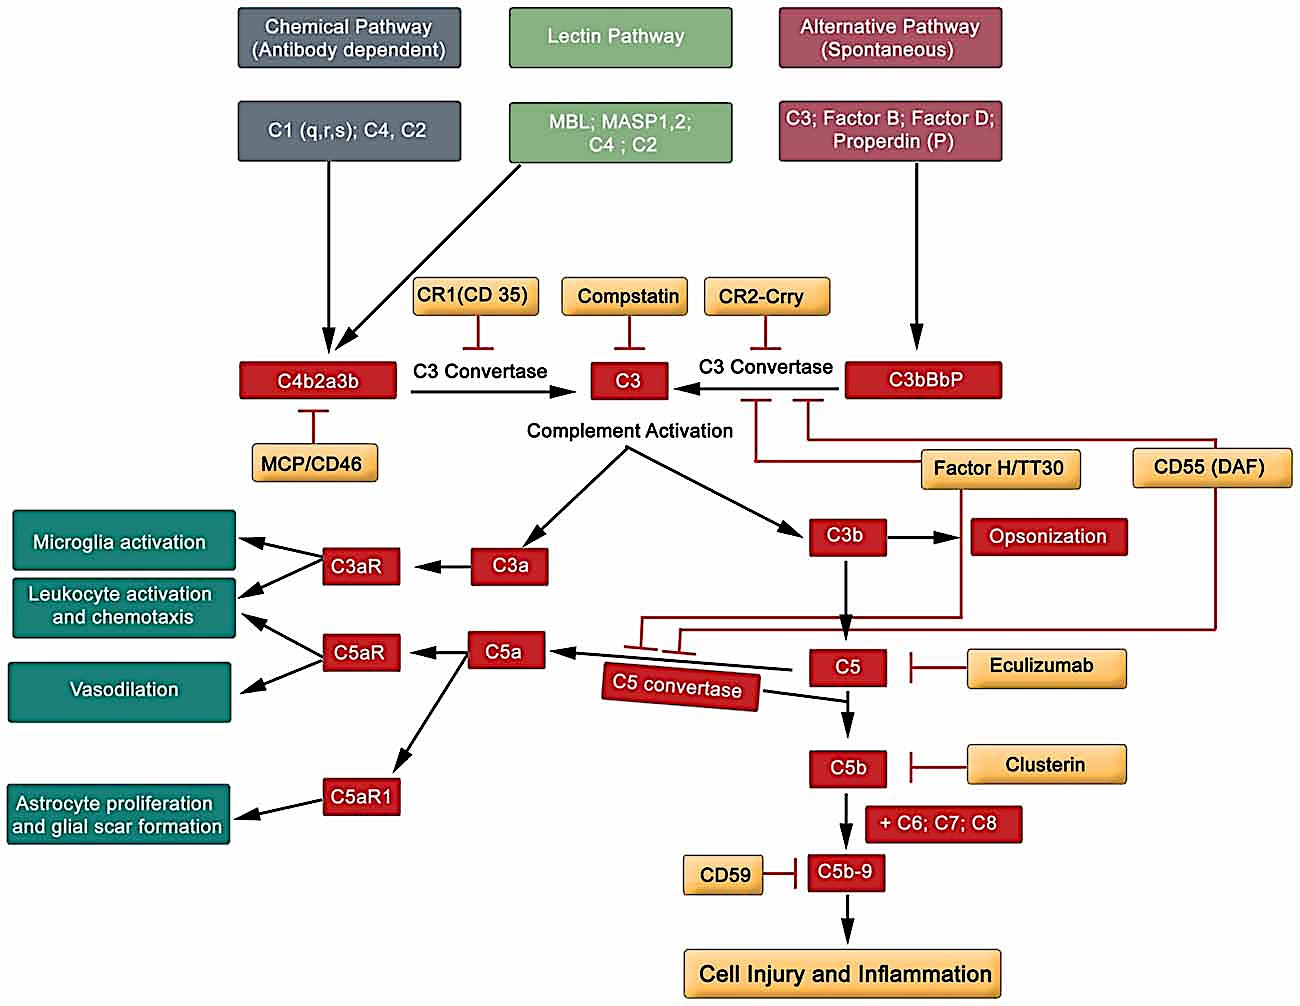 Chemical Pathway
(Antibody dependent)
Lectin Pathway
Alternative Pathway
(Spontaneous)
C1 (q,r,s); C4, C2
MBL; MASP1,2;
C4 ; C2
C3; Factor B; Factor D;
Properdin (P)
CR1(CD 35)
Compstatin
CR2-Crry
C4b2a3b
C3 Convertase
C3
C3 Convertase
C3bBbP
Complement Activation
MCP/CD46
Factor H/TT30
CD55 (DAF)
Microglia activation
C3aR
C3a
C3b
Opsonization
Leukocyte activation
and chemotaxis
C5aR
C5a
C5
Eculizumab
C5 convertase
Vasodilation
C5b
Clusterin
C5aR1
Astrocyte proliferation
and glial scar formation
+ C6; C7; C8
CD59
C5b-9
Cell Injury and Inflammation